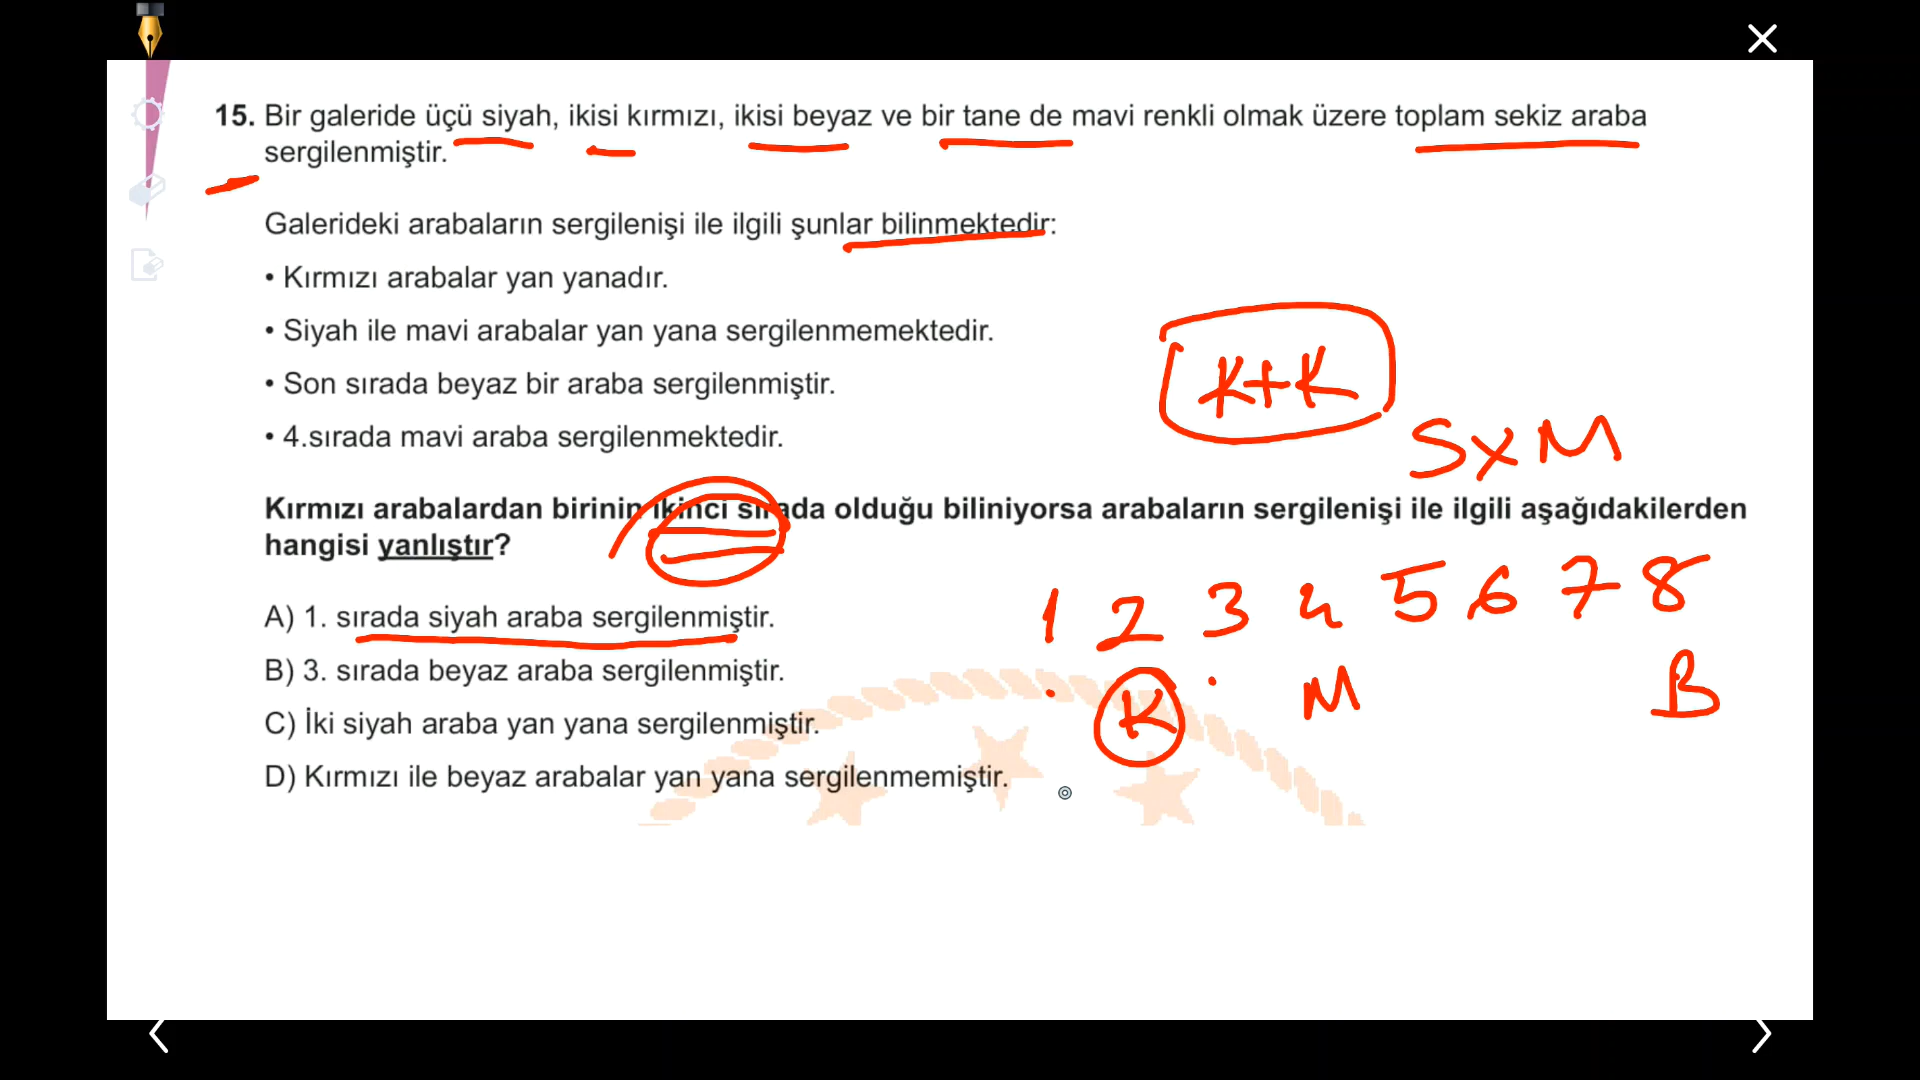 15. Bir galeride üçü siyah, ikisi kırmızı, ikisi beyaz ve bir tane de mavi renkli olmak üzere toplam sekiz araba
sergilenmiştir.
Galerideki arabaların sergilenişi ile ilgili şunlar bilinmektedir:
• Kırmızı arabalar yan yanadır.
• Siyah ile mavi arabalar yan yana sergilenmemektedir.
• Son sırada beyaz bir araba sergilenmiştir.
• 4.sırada mavi araba sergilenmektedir.
K+K
S x M
Kırmızı arabalardan birinin ikinci sırada olduğu biliniyorsa arabaların sergilenişi ile ilgili aşağıdakilerden
hangisi yanlıştır?
A) 1. sırada siyah araba sergilenmiştir.
B) 3. sırada beyaz araba sergilenmiştir.
C) İki siyah araba yan yana sergilenmiştir.
D) Kırmızı ile beyaz arabalar yan yana sergilenmemiştir.
1 2 3 4 5 6 7 8
K M B